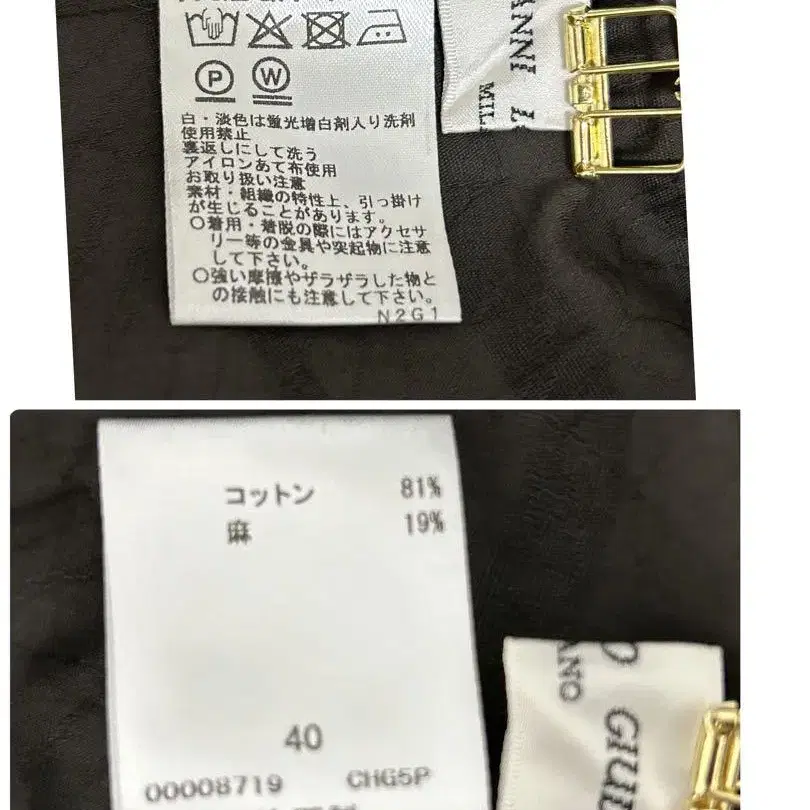 P W
白・淡色は蛍光増白剤入り洗剤
使用禁止
裏返しにして洗う
アイロンあて布使用
お取り扱い注意
素材・組織の特性上、引っ掛け
が生じることがあります。
○着用・着脱の際にはアクセサ
リー等の金具や突起物に注意
して下さい。
○強い摩擦やザラザラした物と
の接触にも注意して下さい。
N2G1
コットン 81%
麻 19%
40
00008719 CHG5P